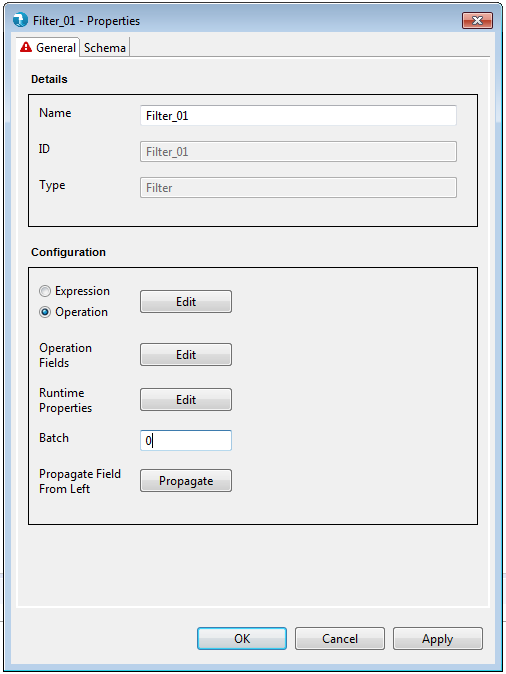 Filter_01 - Properties
General Schema
Details
Name Filter_01
ID Filter_01
Type Filter
Configuration
Expression
Edit
Operation
Operation
Fields
Edit
Runtime
Properties
Edit
Batch 0
Propagate Field
From Left
Propagate
OK Cancel Apply